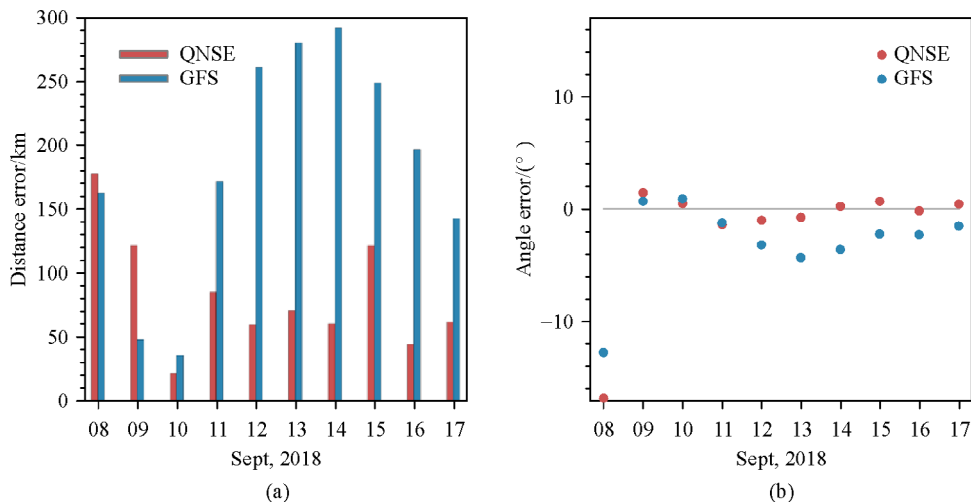 300
250
200
150
100
50
0
Distance error/km
QNSE
GFS
08 09 10 11 12 13 14 15 16 17
Sept, 2018
(a)
10
0
−10
Angle error/(°)
QNSE
GFS
08 09 10 11 12 13 14 15 16 17
Sept, 2018
(b)